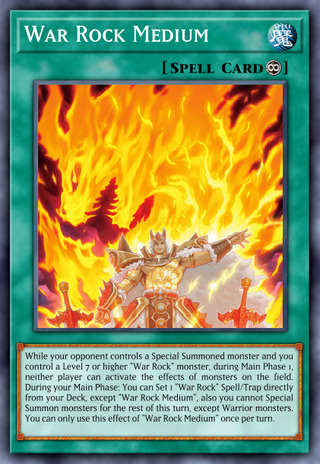 War Rock Medium
[Spell Card∞]
While your opponent controls a Special Summoned monster and you
control a Level 7 or higher "War Rock" monster, during Main Phase 1,
neither player can activate the effects of monsters on the field.
During your Main Phase: You can Set 1 "War Rock" Spell/Trap directly
from your Deck, except "War Rock Medium", also you cannot Special
Summon monsters for the rest of this turn, except Warrior monsters.
You can only use this effect of "War Rock Medium" once per turn.